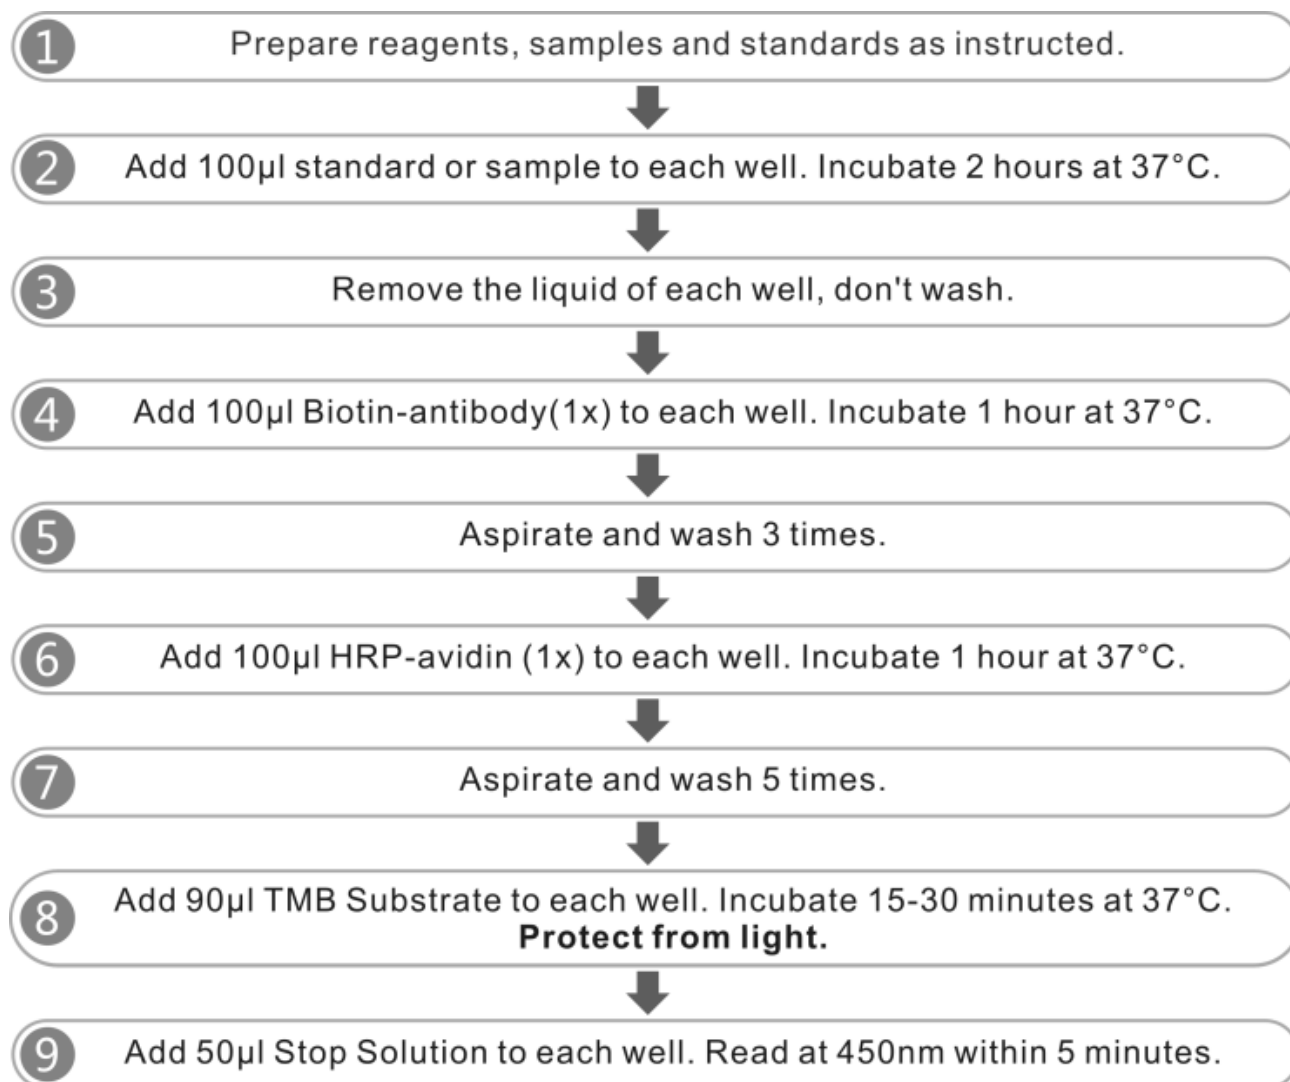 1 Prepare reagents, samples and standards as instructed.
2 Add 100µl standard or sample to each well. Incubate 2 hours at 37°C.
3 Remove the liquid of each well, don't wash.
4 Add 100µl Biotin-antibody(1x) to each well. Incubate 1 hour at 37°C.
5 Aspirate and wash 3 times.
6 Add 100µl HRP-avidin (1x) to each well. Incubate 1 hour at 37°C.
7 Aspirate and wash 5 times.
8 Add 90µl TMB Substrate to each well. Incubate 15-30 minutes at 37°C.
Protect from light.
9 Add 50µl Stop Solution to each well. Read at 450nm within 5 minutes.